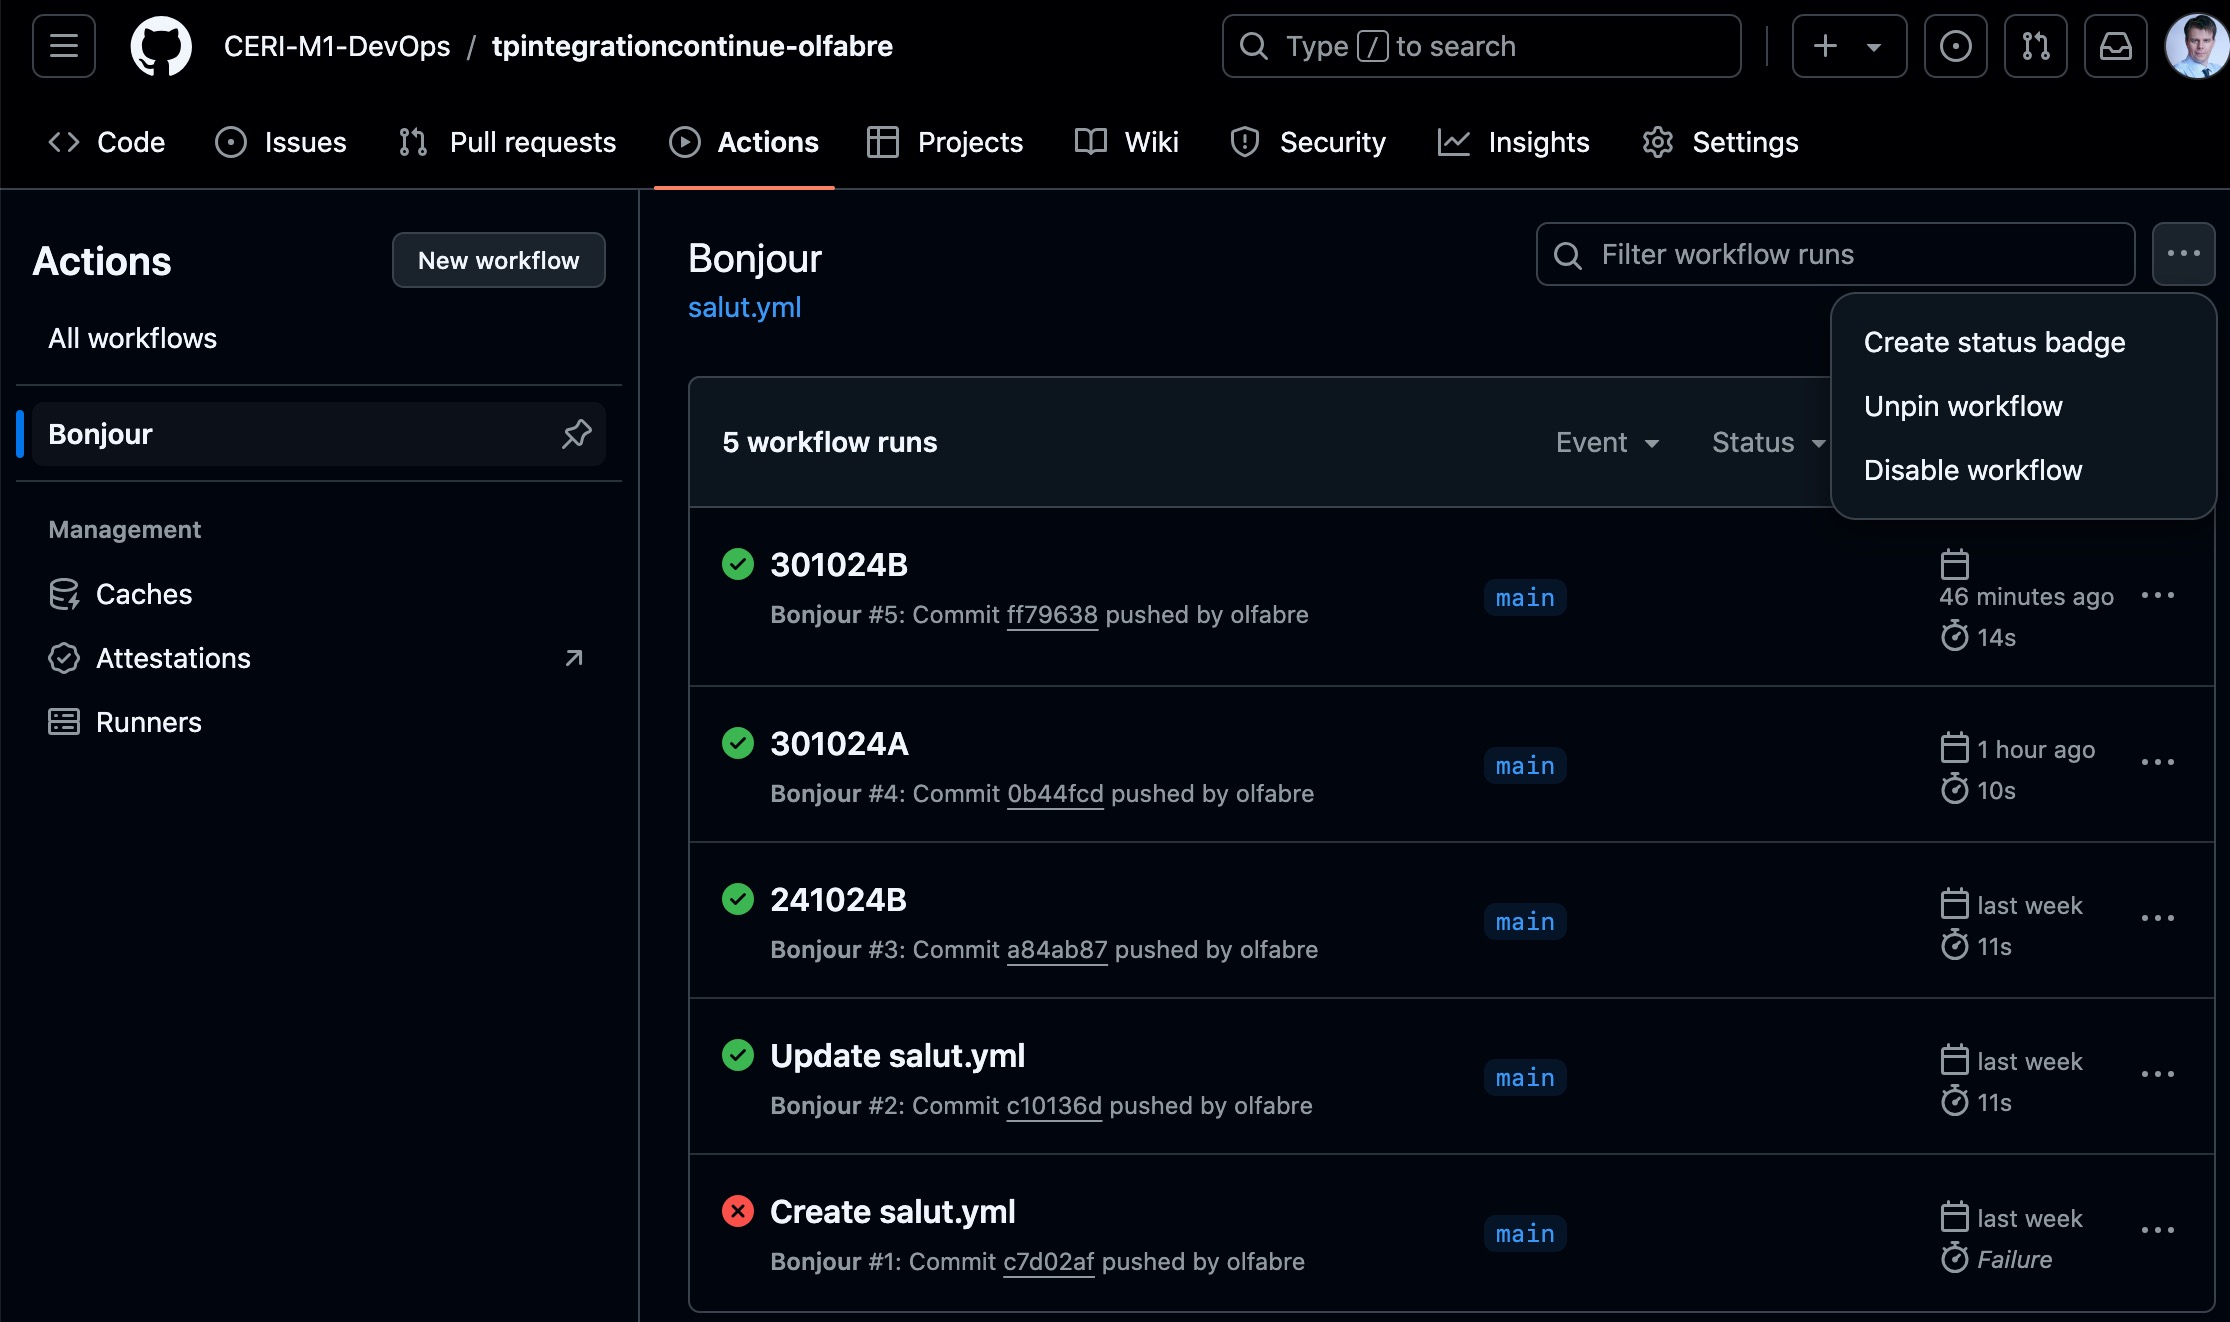 CERI-M1-DevOps / tpintegrationcontinue-olfabre
Type / to search
Code
Issues
Pull requests
Actions
Projects
Wiki
Security
Insights
Settings
Actions
New workflow
All workflows
Bonjour
Management
Caches
Attestations
Runners
Bonjour
salut.yml
Filter workflow runs
Create status badge
Unpin workflow
Disable workflow
5 workflow runs
Event
Status
301024B
Bonjour #5: Commit ff79638 pushed by olfabre
main
46 minutes ago
14s
301024A
Bonjour #4: Commit 0b44fcd pushed by olfabre
main
1 hour ago
10s
241024B
Bonjour #3: Commit a84ab87 pushed by olfabre
main
last week
11s
Update salut.yml
Bonjour #2: Commit c10136d pushed by olfabre
main
last week
11s
Create salut.yml
Bonjour #1: Commit c7d02af pushed by olfabre
main
last week
Failure